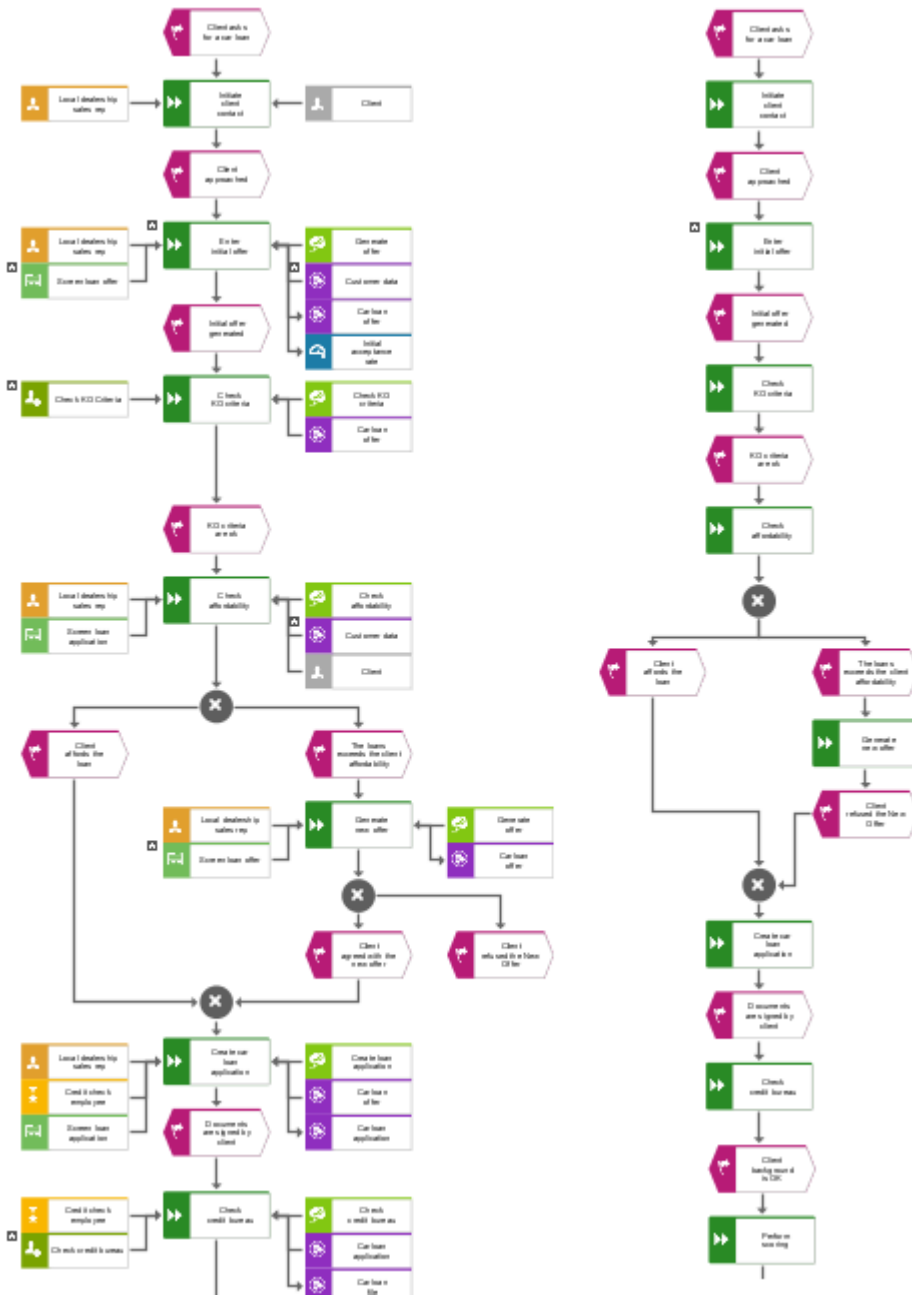 Client asks
for a car loan
Local dealership
sales rep
Initiate
client
contact
Client
Client
approached
Local dealership
sales rep
Screen loan offer
Enter
initial offer
Generate
offer
Customer data
Car loan
offer
Initial
acceptance
rate
Initial offer
generated
Check KO Criteria
Check
KO criteria
Check KO
criteria
Car loan
offer
KO criteria
are ok
Local dealership
sales rep
Screen loan
application
Check
affordability
Check
affordability
Customer data
Client
Client
affords the
loan
The loans
exceeds the client
affordability
Local dealership
sales rep
Screen loan offer
Generate
new offer
Generate
offer
Car loan
offer
Client
agreed with the
new offer
Client
refused the New
Offer
Local dealership
sales rep
Credit check
employee
Screen loan
application
Create car
loan
application
Create loan
application
Car loan
offer
Car loan
application
Documents
are signed by
client
Credit check
employee
Check credit bureau
Check
credit bureau
Check
credit bureau
Car loan
application
Car loan
file
Client asks
for a car loan
Initiate
client
contact
Client
approached
Enter
initial offer
Initial offer
generated
Check
KO criteria
KO criteria
are ok
Check
affordability
Client
affords the
loan
The loans
exceeds the client
affordability
Generate
new offer
Client
refused the New
Offer
Create car
loan
application
Documents
are signed by
client
Check
credit bureau
Client
background
is OK
Perform
scoring